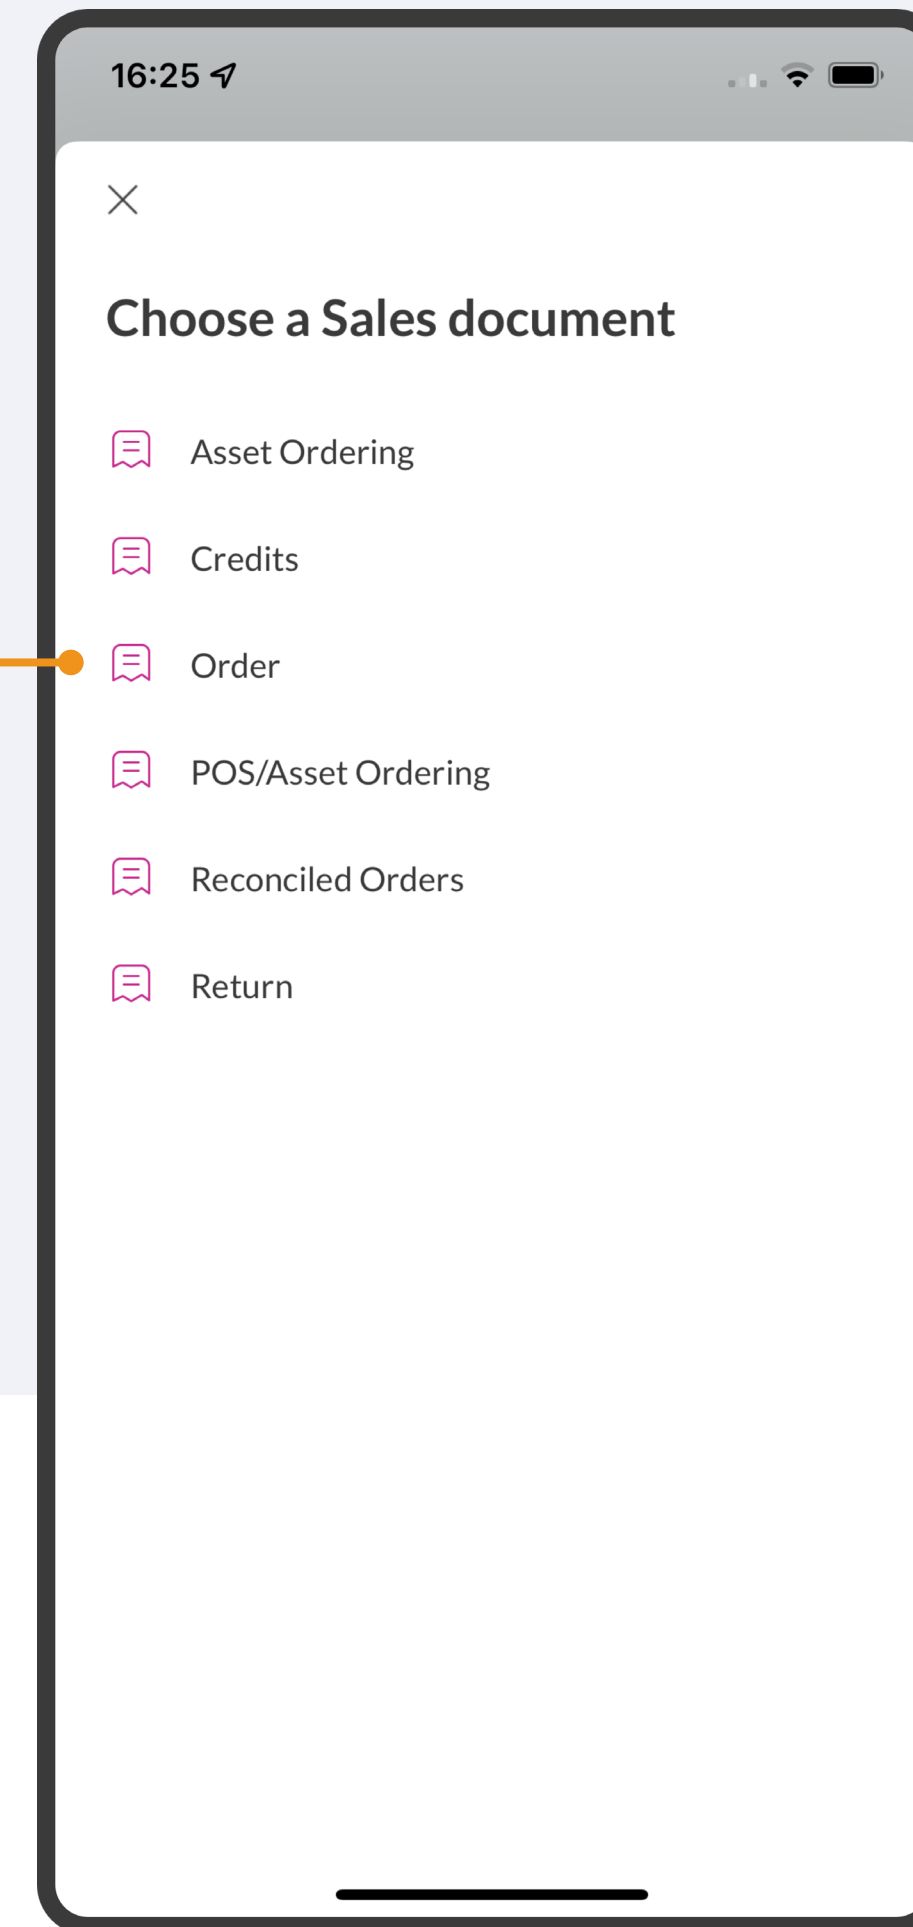 16:25
Choose a Sales document
Asset Ordering
Credits
Order
POS/Asset Ordering
Reconciled Orders
Return